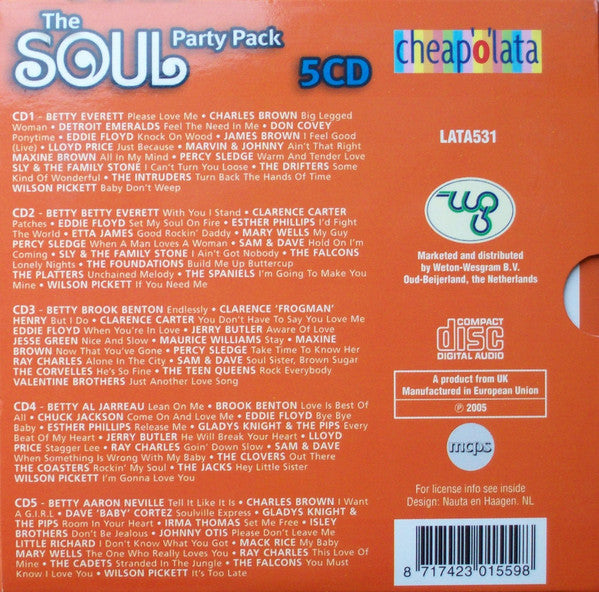 The
SOUL Party Pack
5CD
cheap'o'lata
CD1 - BETTY EVERETT Please Love Me • CHARLES BROWN Big Legged
Woman • DETROIT EMERALDS Feel The Need In Me • DON COVEY
Ponytime • EDDIE FLOYD Knock On Wood • JAMES BROWN I Feel Good
(Live) • LLOYD PRICE Just Because • MARVIN & JOHNNY Ain't That Right
MAXINE BROWN All In My Mind • PERCY SLEDGE Warm And Tender Love
SLY & THE FAMILY STONE I Can't Turn You Loose • THE DRIFTERS Some
Kind Of Wonderful • THE INTRUDERS Turn Back The Hands Of Time
WILSON PICKETT Baby Don't Weep
CD2 - BETTY BETTY EVERETT With You I Stand • CLARENCE CARTER
Patches • EDDIE FLOYD Set My Soul On Fire • ESTHER PHILLIPS I'd Fight
The World • ETTA JAMES Good Rockin' Daddy • MARY WELLS My Guy
PERCY SLEDGE When A Man Loves A Woman • SAM & DAVE Hold On I'm
Coming • SLY & THE FAMILY STONE I Ain't Got Nobody • THE FALCONS
Lonely Nights • THE FOUNDATIONS Build Me Up Buttercup
THE PLATTERS Unchained Melody • THE SPANIELS I'm Going To Make You
Mine • WILSON PICKETT If You Need Me
CD3 - BETTY BROOK BENTON Endlessly • CLARENCE 'FROGMAN'
HENRY But I Do • CLARENCE CARTER You Don't Have To Say You Love Me
EDDIE FLOYD When You're In Love • JERRY BUTLER Aware Of Love
JESSE GREEN Nice And Slow • MAURICE WILLIAMS Stay • MAXINE
BROWN Now That You've Gone • PERCY SLEDGE Take Time To Know Her
RAY CHARLES Alone In The City • SAM & DAVE Soul Sister, Brown Sugar
THE CORVELLES He's So Fine • THE TEEN QUEENS Rock Everybody
VALENTINE BROTHERS Just Another Love Song
CD4 - BETTY AL JARREAU Lean On Me • BROOK BENTON Love Is Best Of
All • CHUCK JACKSON Come On And Love Me • EDDIE FLOYD Bye Bye
Baby • ESTHER PHILLIPS Release Me • GLADYS KNIGHT & THE PIPS Every
Beat Of My Heart • JERRY BUTLER He Will Break Your Heart • LLOYD
PRICE Stagger Lee • RAY CHARLES Goin' Down Slow • SAM & DAVE
When Something Is Wrong With My Baby • THE CLOVERS Out There
THE COASTERS Rockin' My Soul • THE JACKS Hey Little Sister
WILSON PICKETT I'm Gonna Love You
CD5 - BETTY AARON NEVILLE Tell It Like It Is • CHARLES BROWN I Want
A G.I.R.L • DAVE 'BABY' CORTEZ Soulville Express • GLADYS KNIGHT &
THE PIPS Room In Your Heart • IRMA THOMAS Set Me Free • ISLEY
BROTHERS Don't Be Jealous • JOHNNY OTIS Please Don't Leave Me
LITTLE RICHARD I Don't Know What You Got • MACK RICE My Baby
MARY WELLS The One Who Really Loves You • RAY CHARLES This Love Of
Mine • THE CADETS Stranded In The Jungle • THE FALCONS You Must
Know I Love You • WILSON PICKETT It's Too Late
LATA531
Marketed and distributed
by Weton-Wesgram B.V.
Oud-Beijerland, the Netherlands
COMPACT
disc
DIGITAL AUDIO
A product from UK
Manufactured in European Union
℗ 2005
mcps
For license info see inside
Design: Nauta en Haagen. NL
8 717423 015598